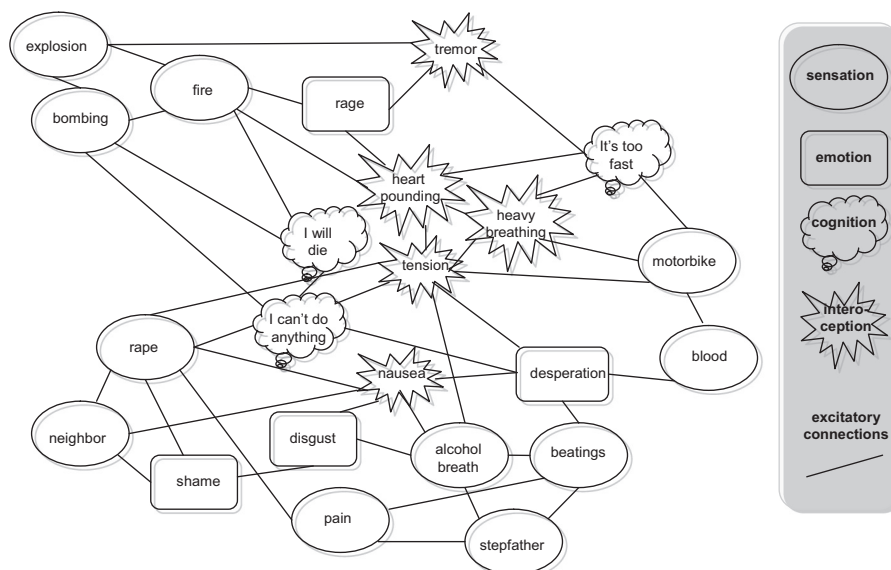 explosion
tremor
fire
rage
bombing
It's too
fast
heart
pounding
heavy
breathing
I will
die
tension
motorbike
I can't do
anything
rape
blood
nausea
desperation
neighbor
disgust
alcohol
breath
beatings
shame
pain
stepfather
sensation
emotion
cognition
intero-
ception
excitatory
connections